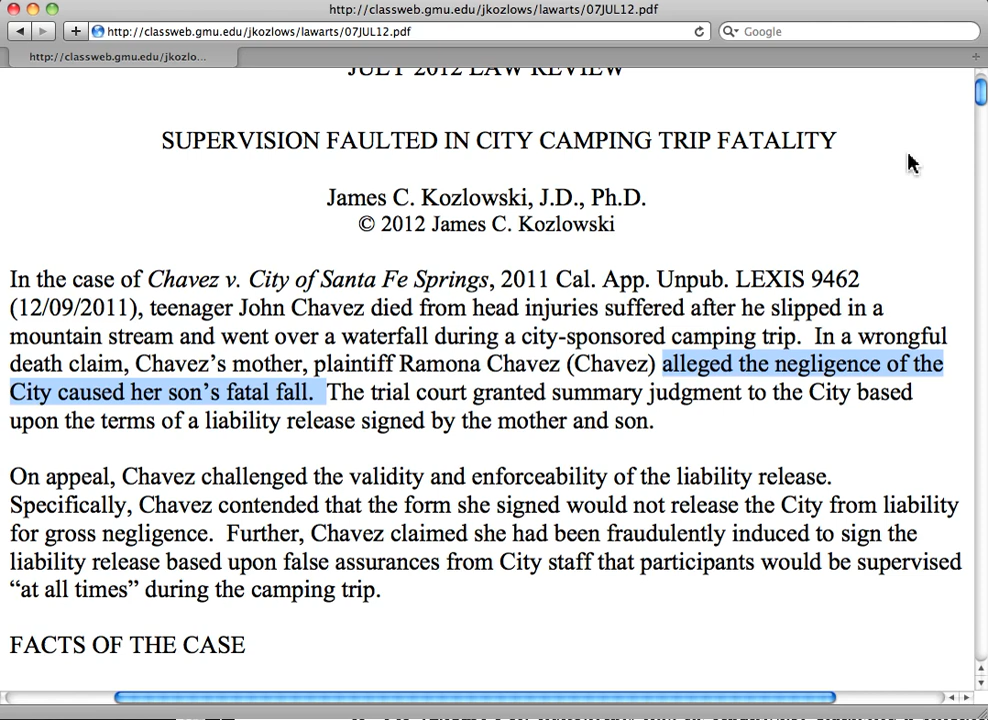 http://classweb.gmu.edu/jkozlows/lawarts/07JUL12.pdf
http://classweb.gmu.edu/jkozlows/lawarts/07JUL12.pdf
Google
http://classweb.gmu.edu/jkozlo...
JULY 2012 LAW REVIEW
SUPERVISION FAULTED IN CITY CAMPING TRIP FATALITY
James C. Kozlowski, J.D., Ph.D.
© 2012 James C. Kozlowski
In the case of Chavez v. City of Santa Fe Springs, 2011 Cal. App. Unpub. LEXIS 9462
(12/09/2011), teenager John Chavez died from head injuries suffered after he slipped in a
mountain stream and went over a waterfall during a city-sponsored camping trip.  In a wrongful
death claim, Chavez’s mother, plaintiff Ramona Chavez (Chavez) alleged the negligence of the
City caused her son’s fatal fall.  The trial court granted summary judgment to the City based
upon the terms of a liability release signed by the mother and son.
On appeal, Chavez challenged the validity and enforceability of the liability release.
Specifically, Chavez contended that the form she signed would not release the City from liability
for gross negligence.  Further, Chavez claimed she had been fraudulently induced to sign the
liability release based upon false assurances from City staff that participants would be supervised
“at all times” during the camping trip.
FACTS OF THE CASE